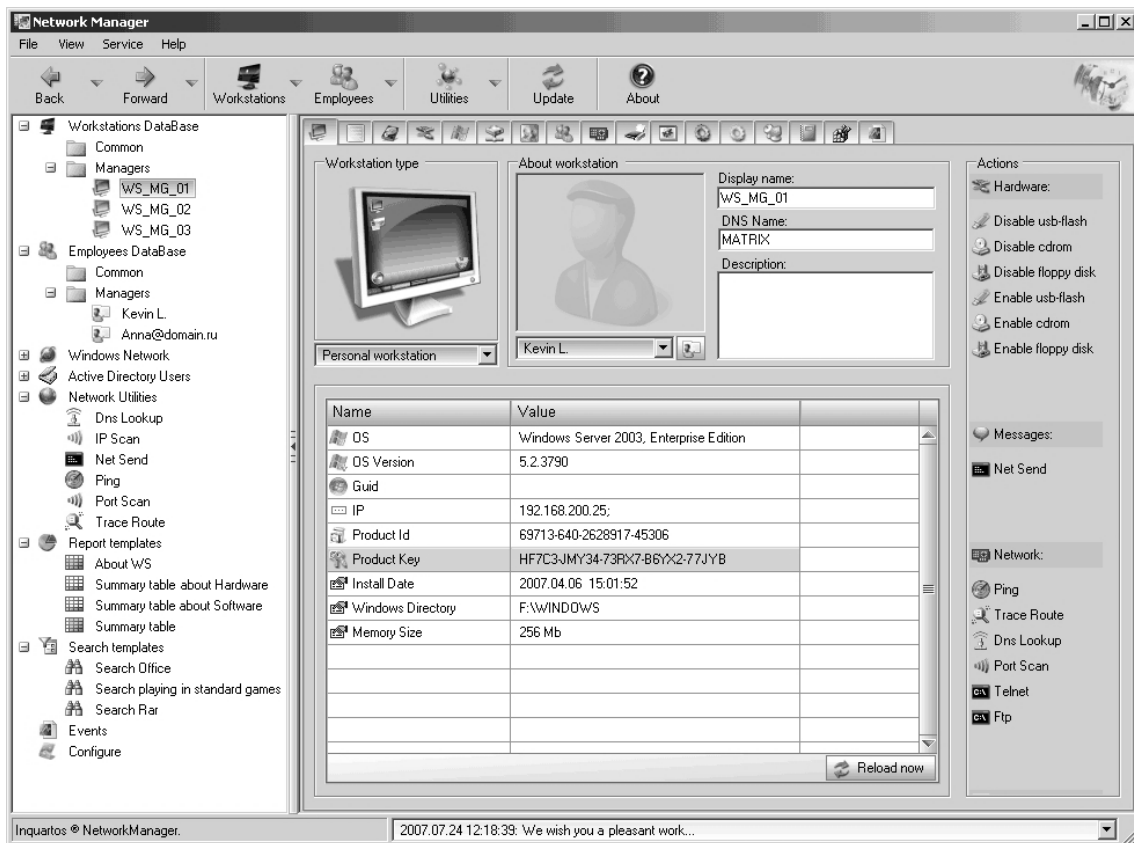 Network Manager
File View Service Help
Back Forward Workstations Employees Utilities Update About
Workstations DataBase
Common
Managers
WS_MG_01
WS_MG_02
WS_MG_03
Employees DataBase
Common
Managers
Kevin L.
Anna@domain.ru
Windows Network
Active Directory Users
Network Utilities
Dns Lookup
IP Scan
Net Send
Ping
Port Scan
Trace Route
Report templates
About WS
Summary table about Hardware
Summary table about Software
Summary table
Search templates
Search Office
Search playing in standard games
Search Rar
Events
Configure
Workstation type
Personal workstation
About workstation
Kevin L.
Display name:
WS_MG_01
DNS Name:
MATRIX
Description:
Name Value
OS Windows Server 2003, Enterprise Edition
OS Version 5.2.3790
Guid
IP 192.168.200.25;
Product Id 69713-640-2628917-45306
Product Key HF7C3-JMY34-73RX7-B6YX2-77JYB
Install Date 2007.04.06 15:01:52
Windows Directory F:\WINDOWS
Memory Size 256 Mb
Reload now
Actions
Hardware:
Disable usb-flash
Disable cdrom
Disable floppy disk
Enable usb-flash
Enable cdrom
Enable floppy disk
Messages:
Net Send
Network:
Ping
Trace Route
Dns Lookup
Port Scan
Telnet
Ftp
Inquartos ® NetworkManager.
2007.07.24 12:18:39: We wish you a pleasant work...